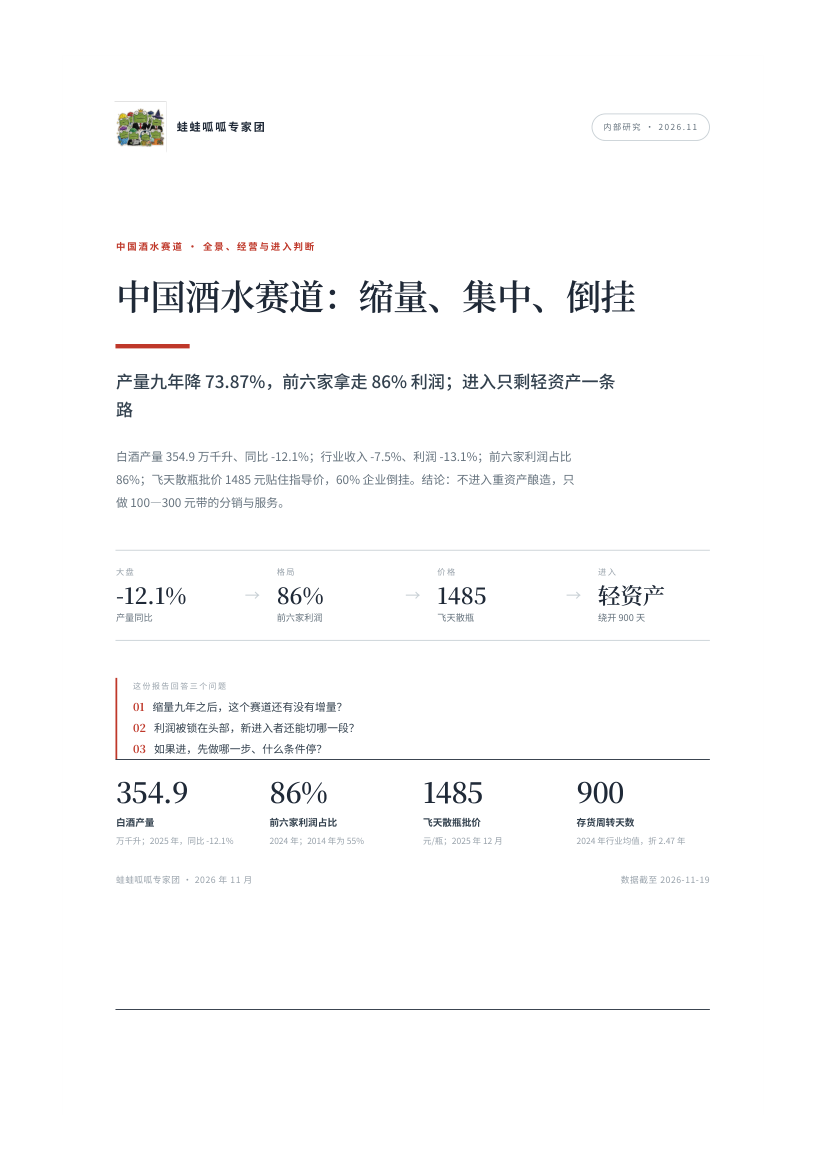 蛙蛙呱呱专家团
内部研究 · 2026.11
中国酒水赛道 · 全景、经营与进入判断
中国酒水赛道：缩量、集中、倒挂
产量九年降 73.87%，前六家拿走 86% 利润；进入只剩轻资产一条
路
白酒产量 354.9 万千升、同比 -12.1%；行业收入 -7.5%、利润 -13.1%；前六家利润占比
86%；飞天散瓶批价 1485 元贴住指导价，60% 企业倒挂。结论：不进入重资产酿造，只
做 100—300 元带的分销与服务。
大盘
-12.1%
产量同比
→
格局
86%
前六家利润
→
价格
1485
飞天散瓶
→
进入
轻资产
绕开 900 天
这份报告回答三个问题
01 缩量九年之后，这个赛道还有没有增量？
02 利润被锁在头部，新进入者还能切哪一段？
03 如果进，先做哪一步、什么条件停？
354.9
白酒产量
万千升；2025 年，同比 -12.1%
86%
前六家利润占比
2024 年；2014 年为 55%
1485
飞天散瓶批价
元/瓶；2025 年 12 月
900
存货周转天数
2024 年行业均值，折 2.47 年
蛙蛙呱呱专家团 · 2026 年 11 月
数据截至 2026-11-19